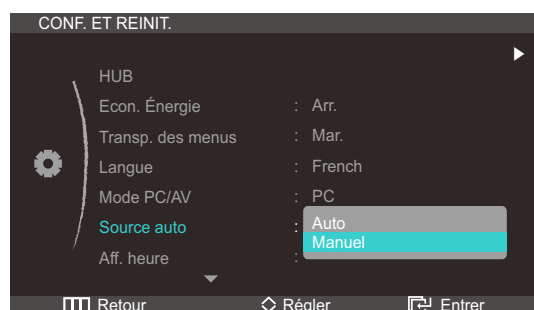 CONF. ET REINIT.
HUB
Econ. Énergie : Arr.
Transp. des menus : Mar.
Langue : French
Mode PC/AV : PC
Source auto : Auto
Manuel
Aff. heure :
Retour Régler Entrer